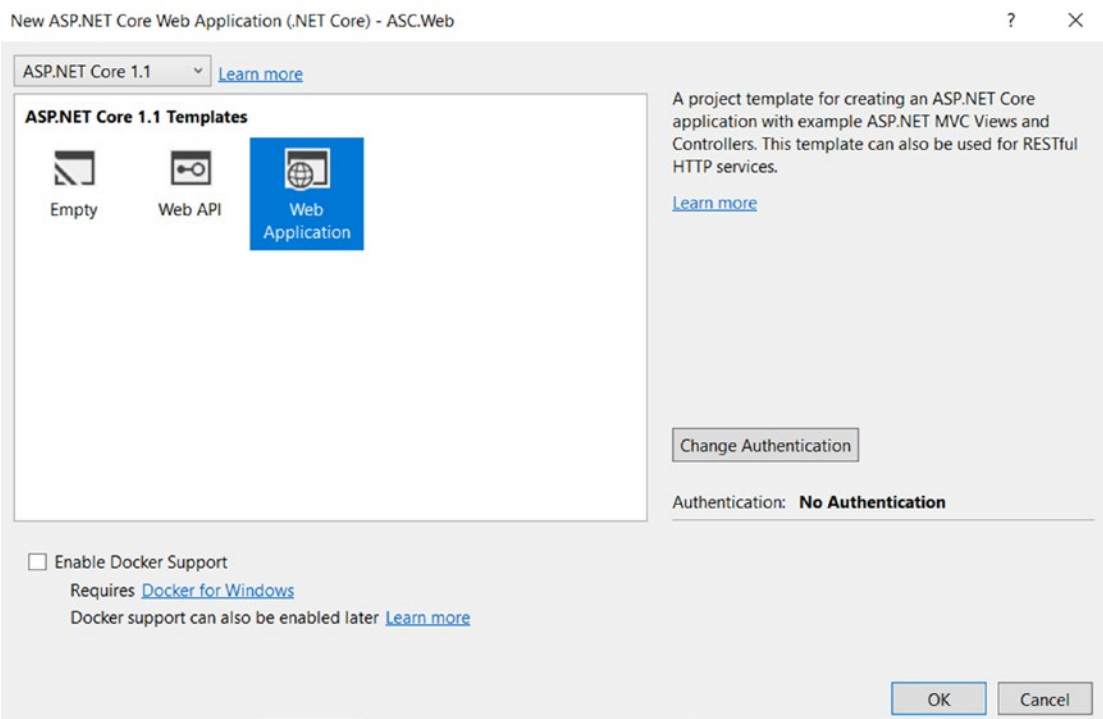 New ASP.NET Core Web Application (.NET Core) - ASC.Web
?
ASP.NET Core 1.1
Learn more
ASP.NET Core 1.1 Templates
Empty
Web API
Web
Application
A project template for creating an ASP.NET Core
application with example ASP.NET MVC Views and
Controllers. This template can also be used for RESTful
HTTP services.
Learn more
Change Authentication
Authentication: No Authentication
Enable Docker Support
Requires Docker for Windows
Docker support can also be enabled later Learn more
OK
Cancel